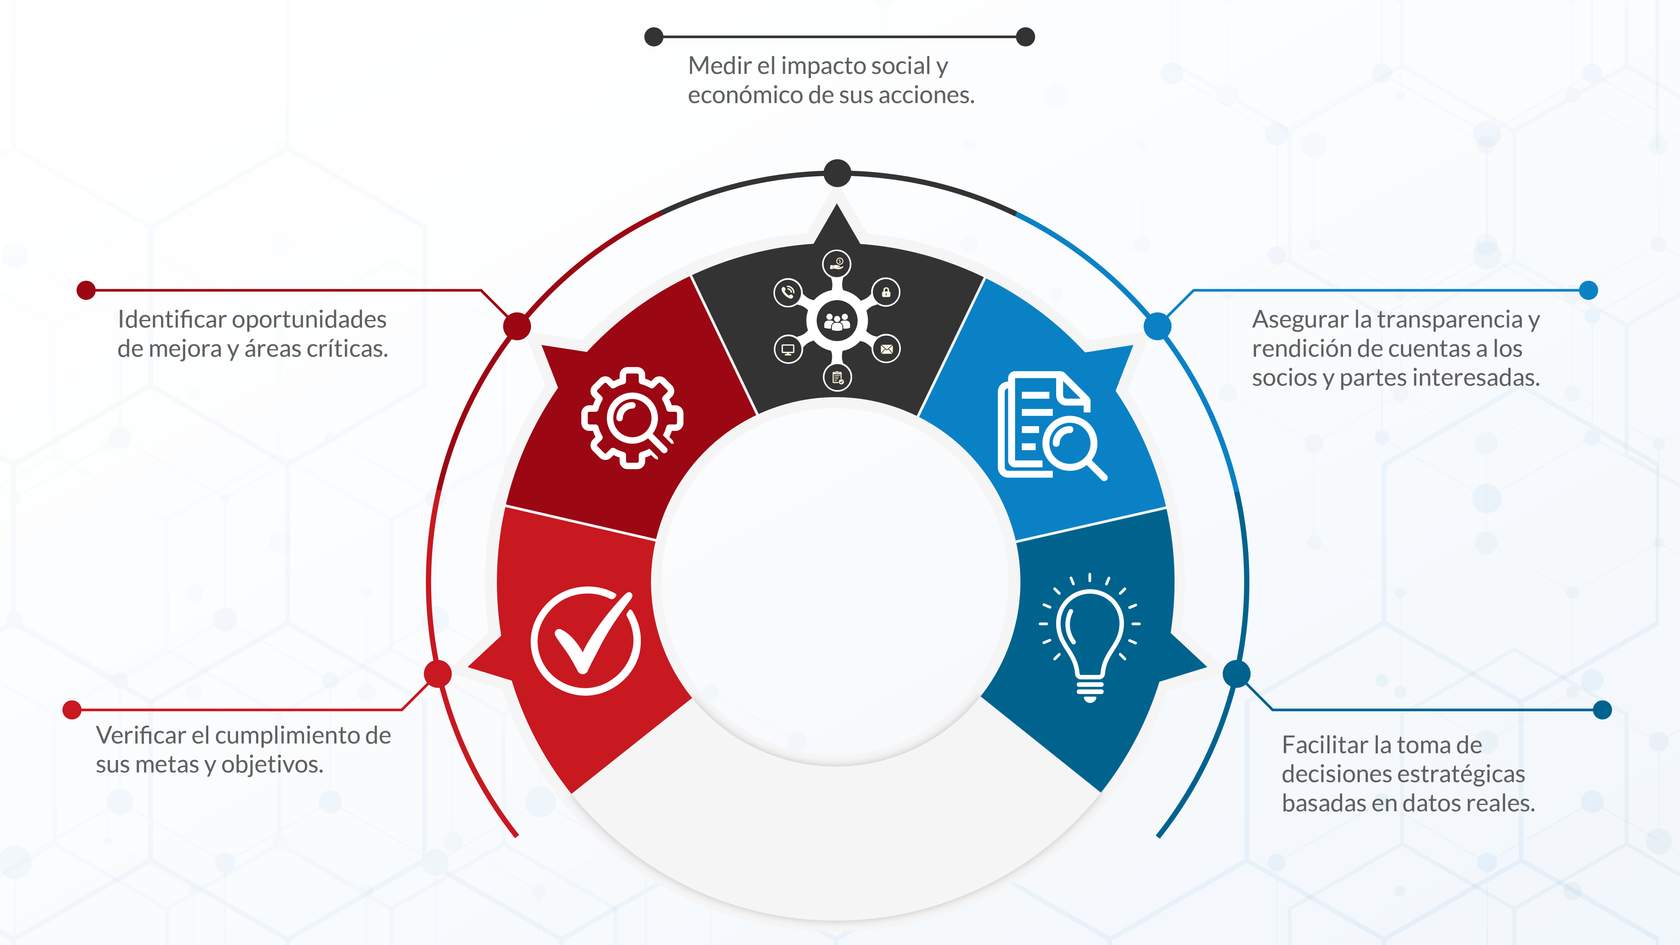 Medir el impacto social y
económico de sus acciones.
Identificar oportunidades
de mejora y áreas críticas.
Asegurar la transparencia y
rendición de cuentas a los
socios y partes interesadas.
Verificar el cumplimiento de
sus metas y objetivos.
Facilitar la toma de
decisiones estratégicas
basadas en datos reales.